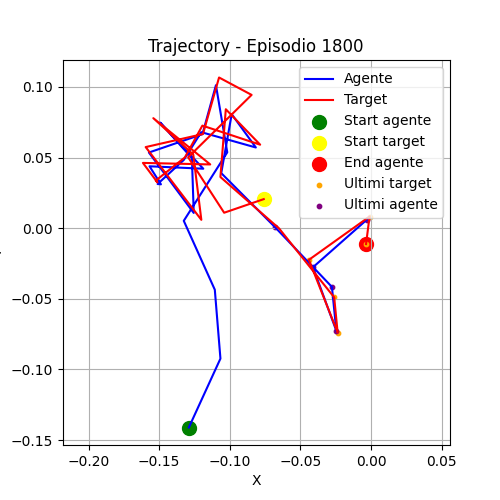 Trajectory - Episodio 1800
Agente
Target
Start agente
Start target
End agente
Ultimi target
Ultimi agente
0.10
0.05
0.00
−0.05
−0.10
−0.15
−0.20
−0.15
−0.10
−0.05
0.00
0.05
X